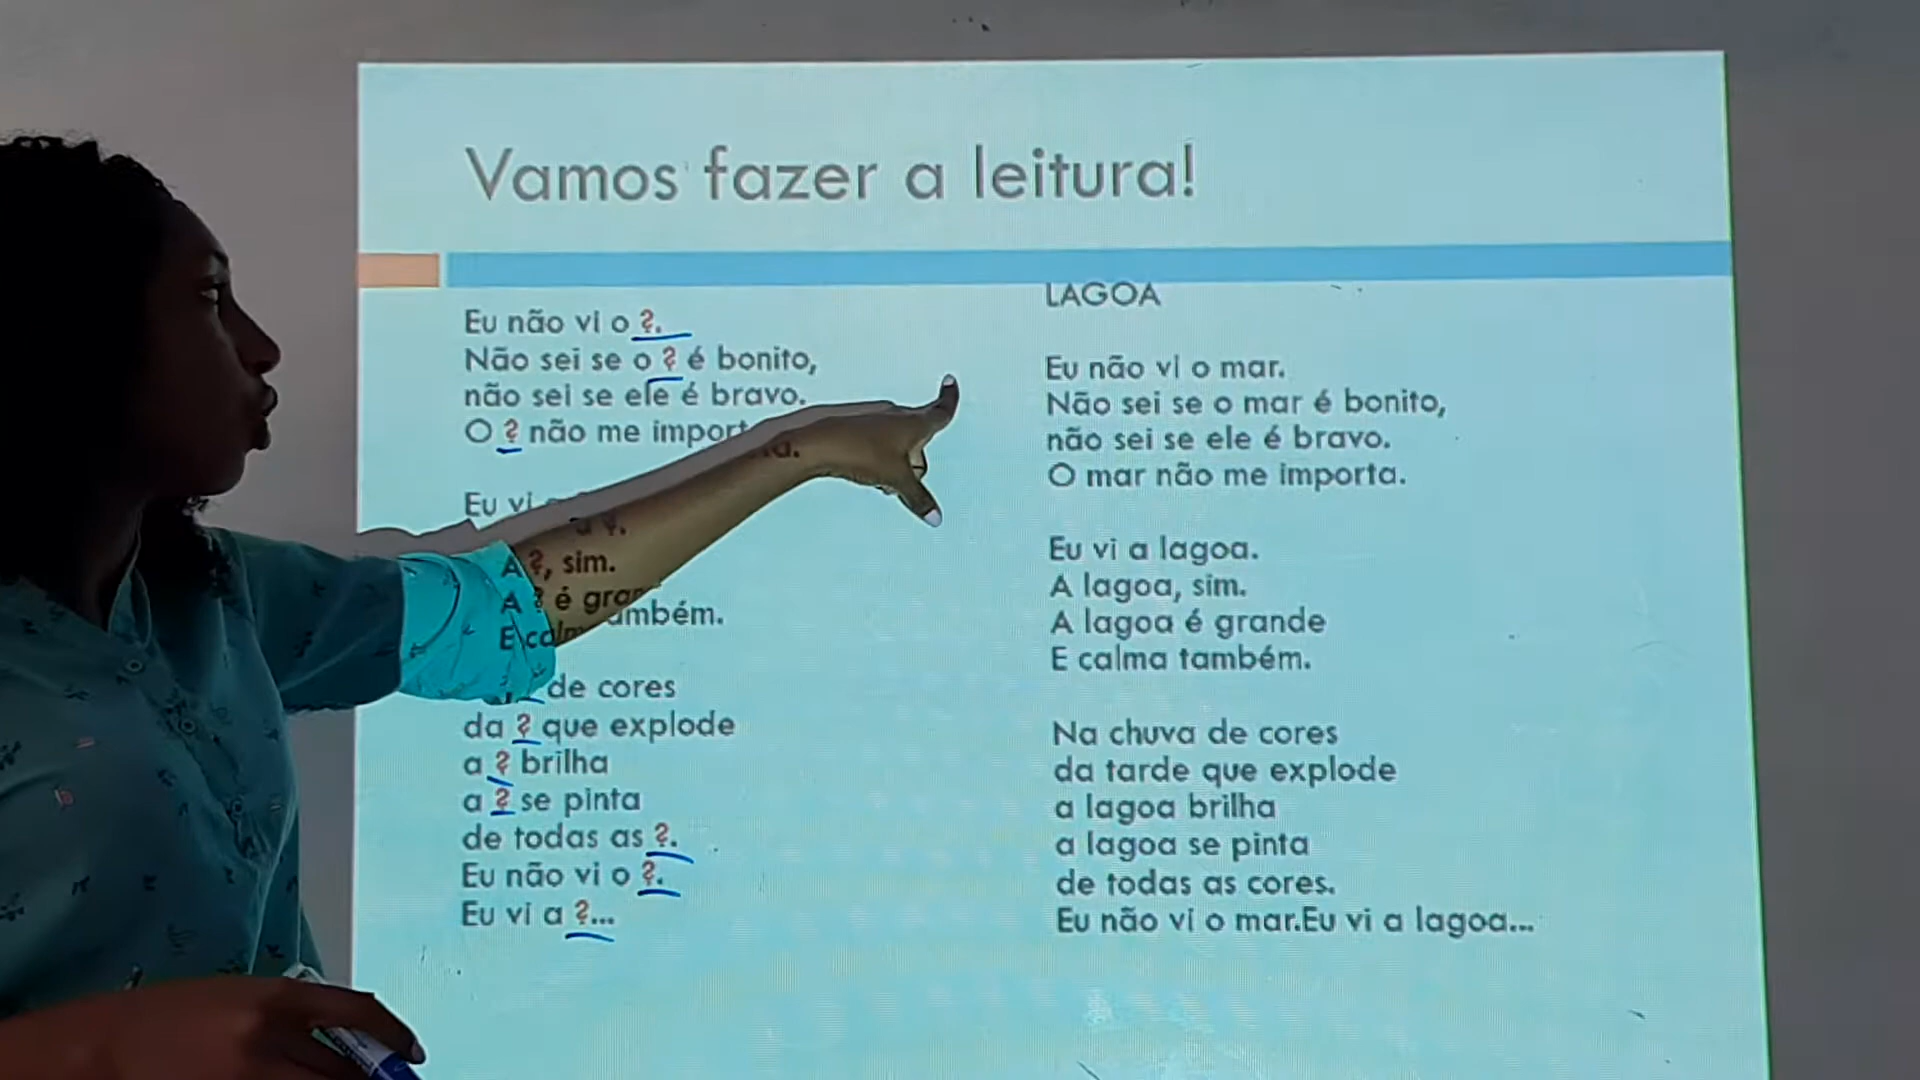 Vamos fazer a leitura!
Eu não vi o ?.
Não sei se o ? é bonito,
não sei se ele é bravo.
O ? não me import a.
Eu vi a ?.
A ?, sim.
A ? é gra
E calm ambém.
de cores
da ? que explode
a ? brilha
a ? se pinta
de todas as ?.
Eu não vi o ?.
Eu vi a ?...
LAGOA
Eu não vi o mar.
Não sei se o mar é bonito,
não sei se ele é bravo.
O mar não me importa.
Eu vi a lagoa.
A lagoa, sim.
A lagoa é grande
E calma também.
Na chuva de cores
da tarde que explode
a lagoa brilha
a lagoa se pinta
de todas as cores.
Eu não vi o mar.Eu vi a lagoa...